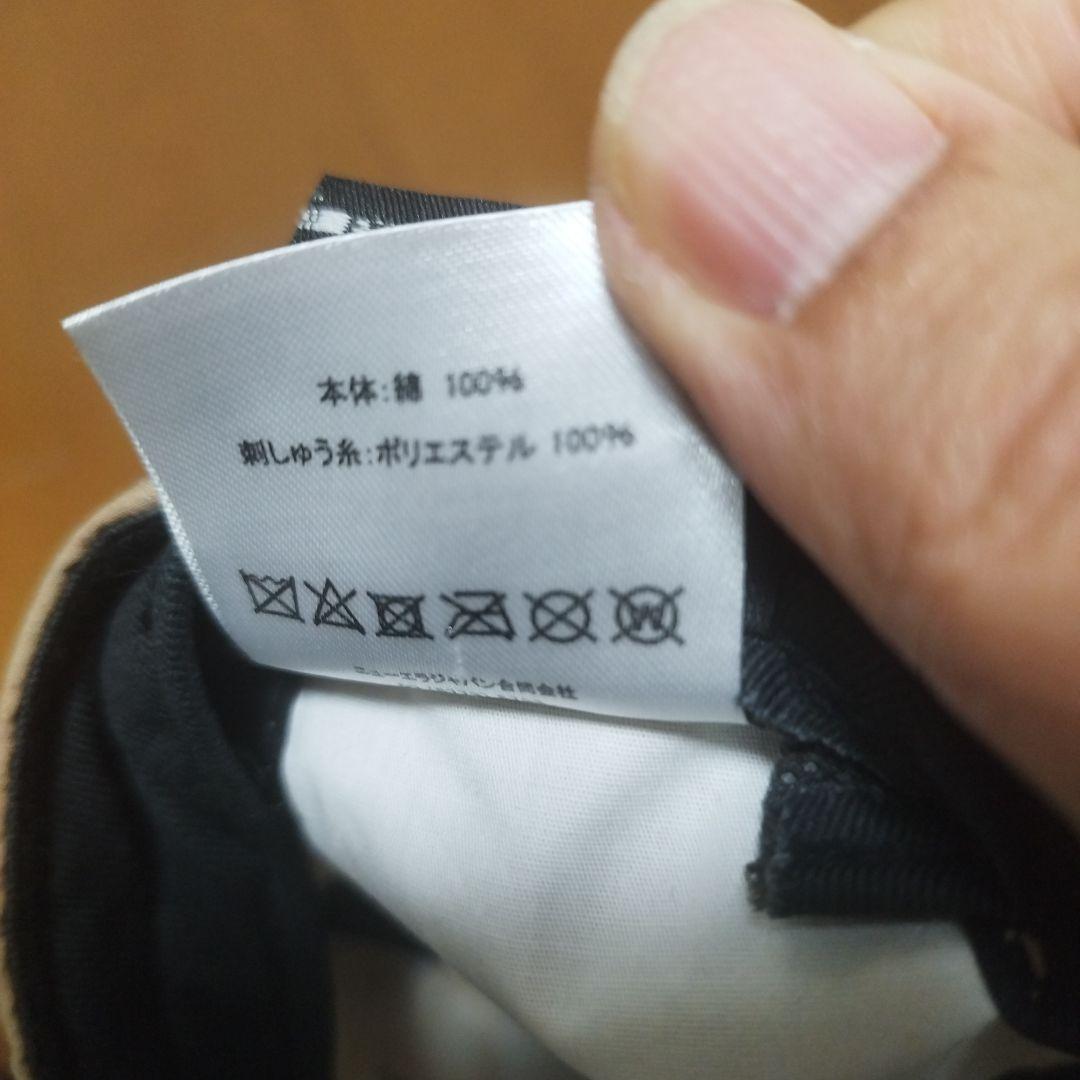 本体:綿 100%
刺しゅう糸:ポリエステル 100%
ニューエラジャパン合同会社